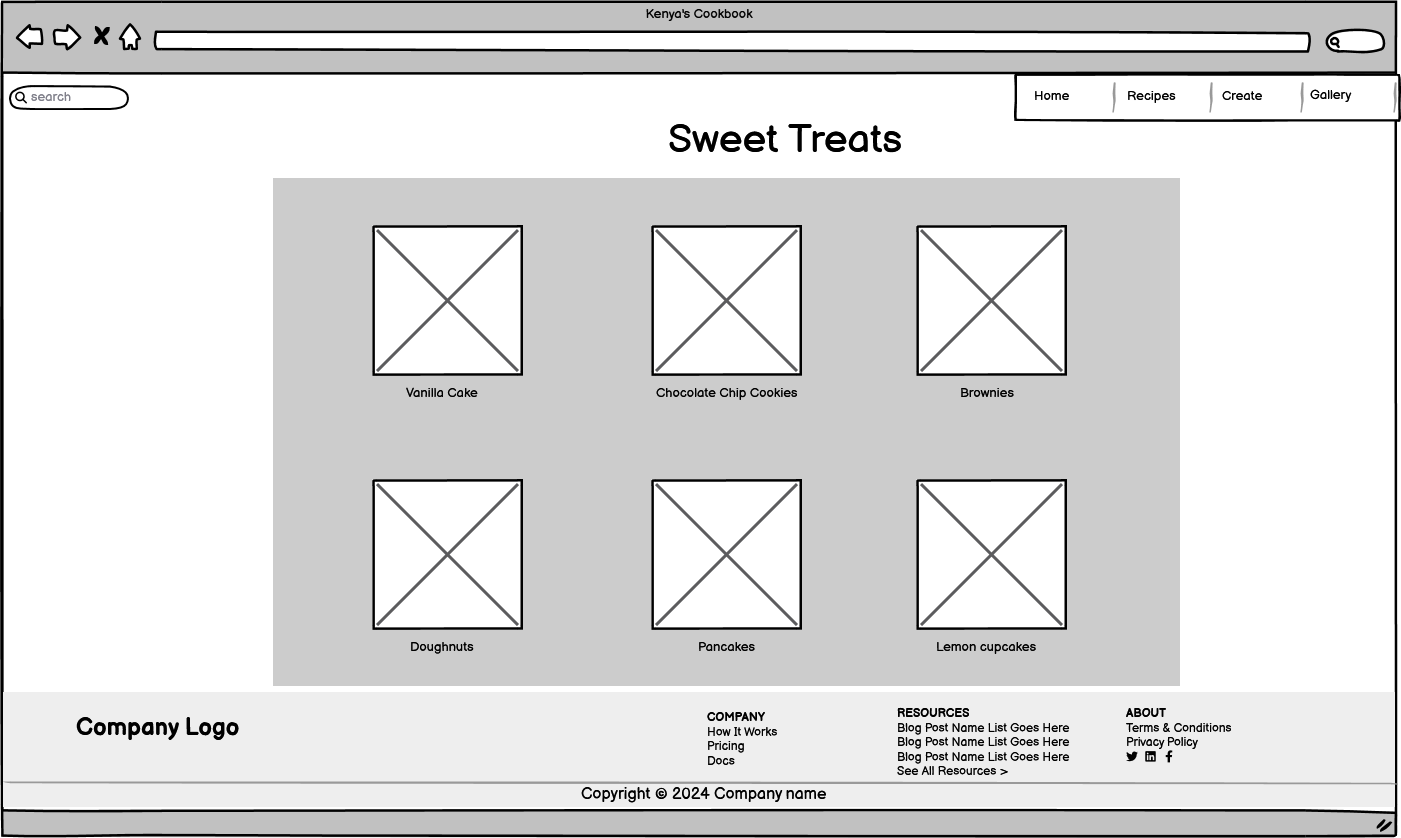 Kenya's Cookbook
search
Home
Recipes
Create
Gallery
Sweet Treats
Vanilla Cake
Chocolate Chip Cookies
Brownies
Doughnuts
Pancakes
Lemon cupcakes
Company Logo
COMPANY
How It Works
Pricing
Docs
RESOURCES
Blog Post Name List Goes Here
Blog Post Name List Goes Here
Blog Post Name List Goes Here
See All Resources >
ABOUT
Terms & Conditions
Privacy Policy
Copyright © 2024 Company name